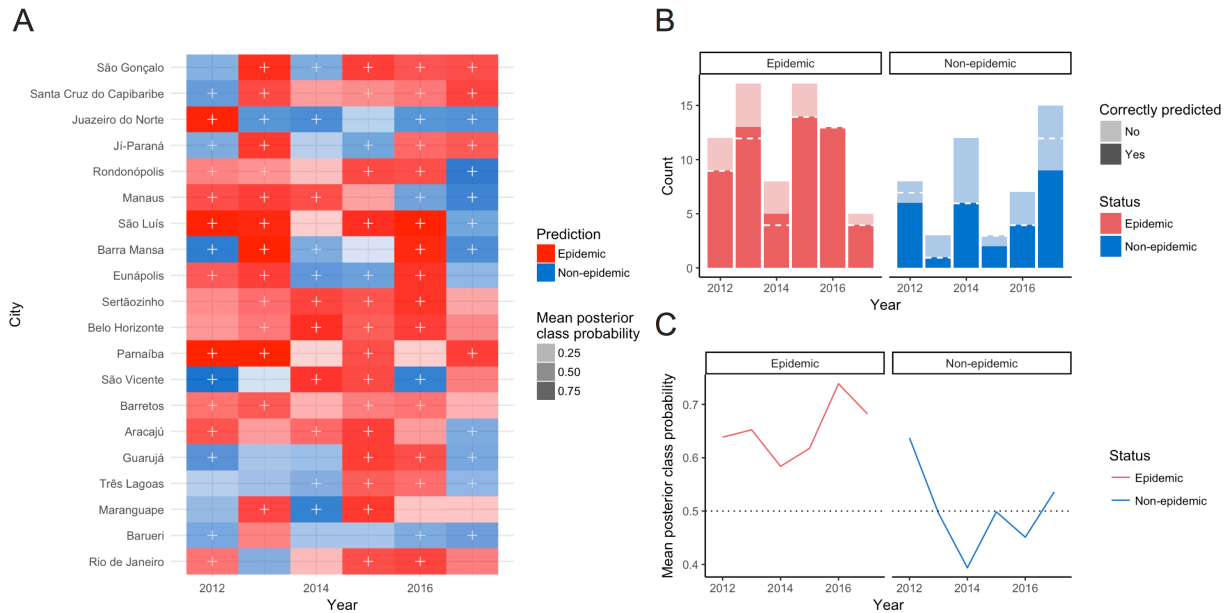 A
City
São Gonçalo
Santa Cruz do Capibaribe
Juazeiro do Norte
Jí-Paraná
Rondonópolis
Manaus
São Luís
Barra Mansa
Eunápolis
Sertãozinho
Belo Horizonte
Parnaíba
São Vicente
Barretos
Aracajú
Guarujá
Três Lagoas
Maranguape
Barueri
Rio de Janeiro
2012 2014 2016
Year
Prediction
Epidemic
Non-epidemic
Mean posterior
class probability
0.25
0.50
0.75
B
Epidemic Non-epidemic
Count
15
10
5
0
2012 2014 2016 2012 2014 2016
Year
Correctly predicted
No
Yes
Status
Epidemic
Non-epidemic
C
Epidemic Non-epidemic
Mean posterior class probability
0.7
0.6
0.5
0.4
2012 2014 2016 2012 2014 2016
Year
Status
Epidemic
Non-epidemic